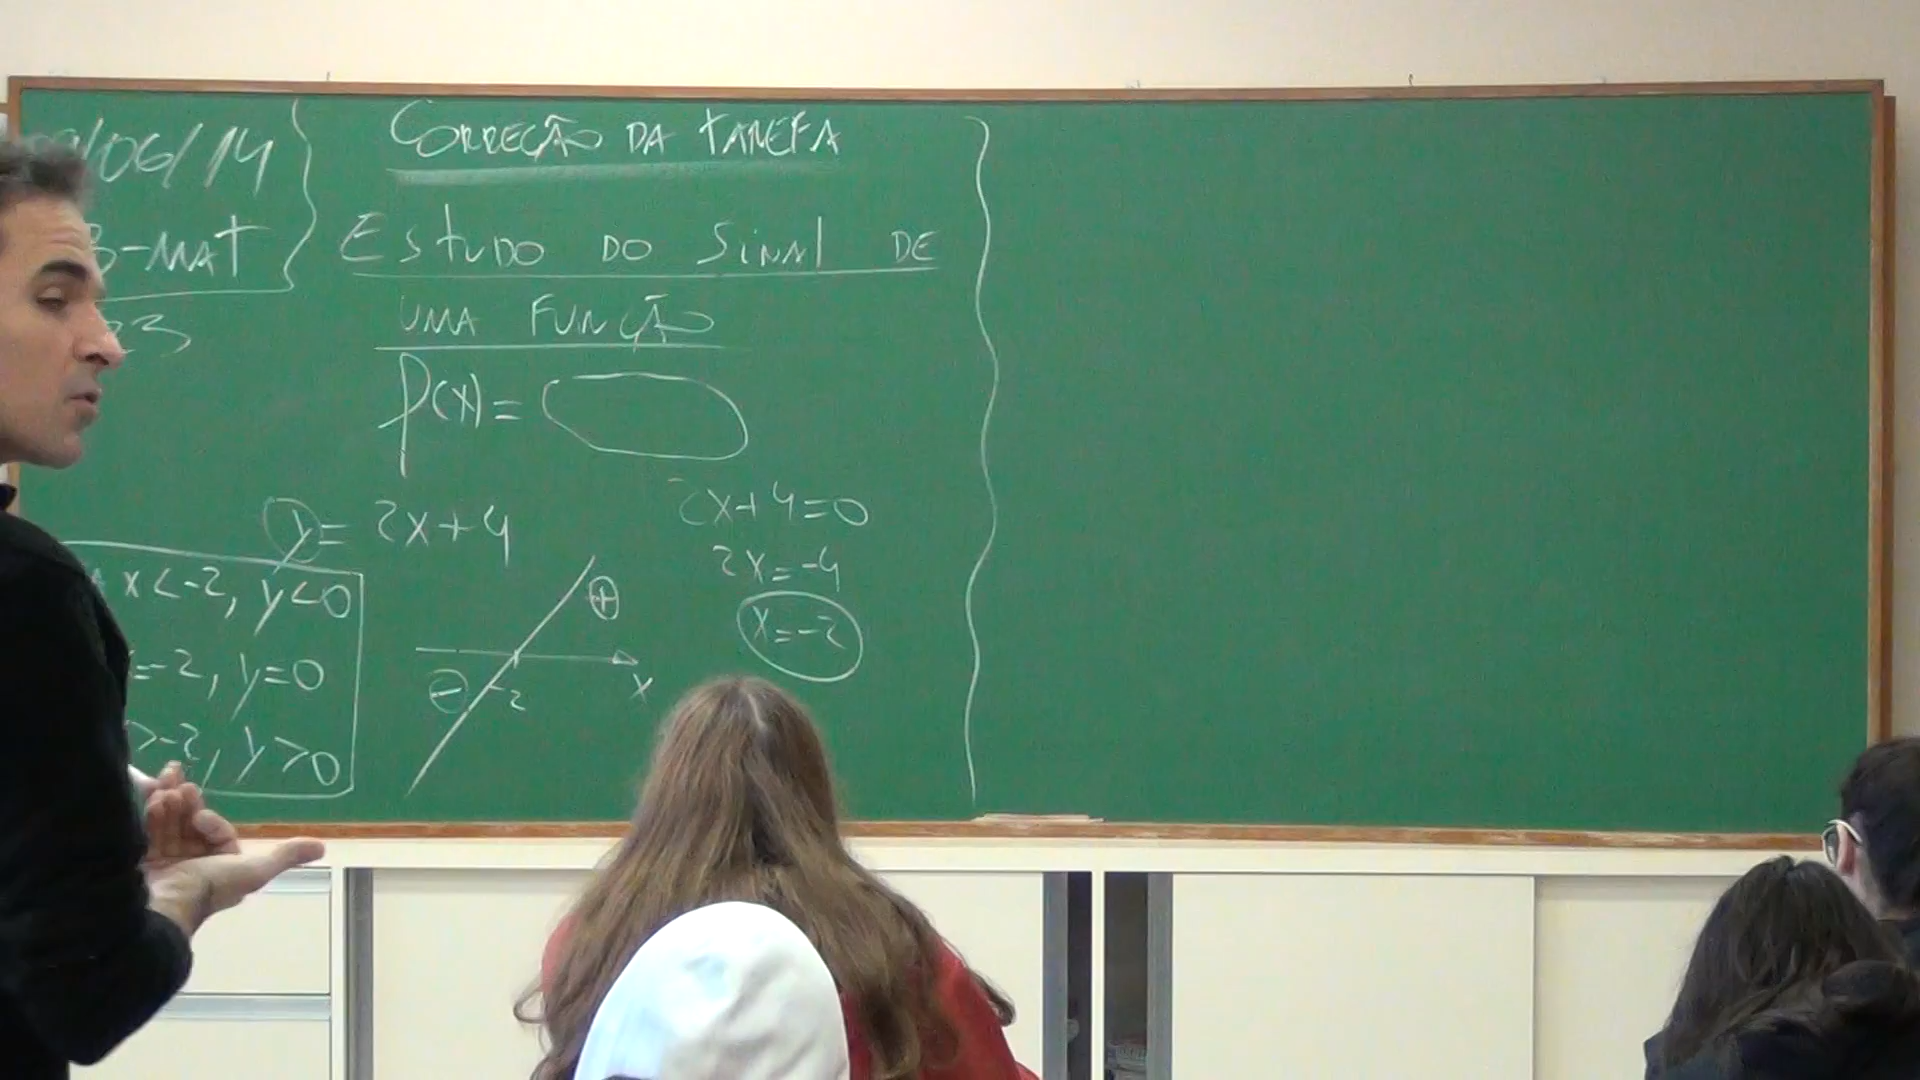 /06/14
B-MAT
23
CORREÇÃO DA TAREFA
ESTUDO DO SINAL DE
UMA FUNÇÃO
f(x)=
y= 2x+4
2x+4=0
2x=-4
x=-2
x<-2, y<0
=-2, y=0
>-2, y>0
+
-
-2
x